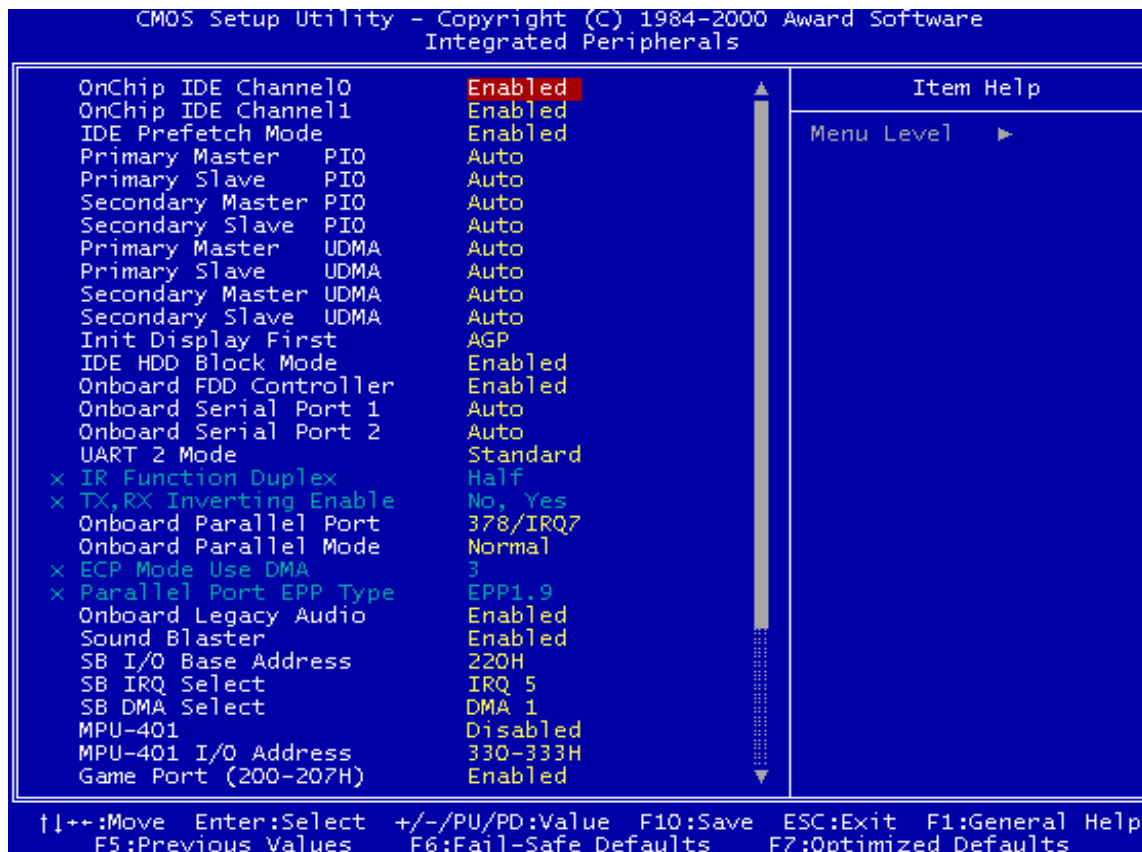 CMOS Setup Utility - Copyright (C) 1984-2000 Award Software
Integrated Peripherals
OnChip IDE Channel0 Enabled
OnChip IDE Channel1 Enabled
IDE Prefetch Mode Enabled
Primary Master PIO Auto
Primary Slave PIO Auto
Secondary Master PIO Auto
Secondary Slave PIO Auto
Primary Master UDMA Auto
Primary Slave UDMA Auto
Secondary Master UDMA Auto
Secondary Slave UDMA Auto
Init Display First AGP
IDE HDD Block Mode Enabled
Onboard FDD Controller Enabled
Onboard Serial Port 1 Auto
Onboard Serial Port 2 Auto
UART 2 Mode Standard
x IR Function Duplex Half
x TX,RX Inverting Enable No, Yes
Onboard Parallel Port 378/IRQ7
Onboard Parallel Mode Normal
x ECP Mode Use DMA 3
x Parallel Port EPP Type EPP1.9
Onboard Legacy Audio Enabled
Sound Blaster Enabled
SB I/O Base Address 220H
SB IRQ Select IRQ 5
SB DMA Select DMA 1
MPU-401 Disabled
MPU-401 I/O Address 330-333H
Game Port (200-207H) Enabled
Item Help
Menu Level ►
↑↓→←:Move Enter:Select +/-/PU/PD:Value F10:Save ESC:Exit F1:General Help
F5:Previous Values F6:Fail-Safe Defaults F7:Optimized Defaults